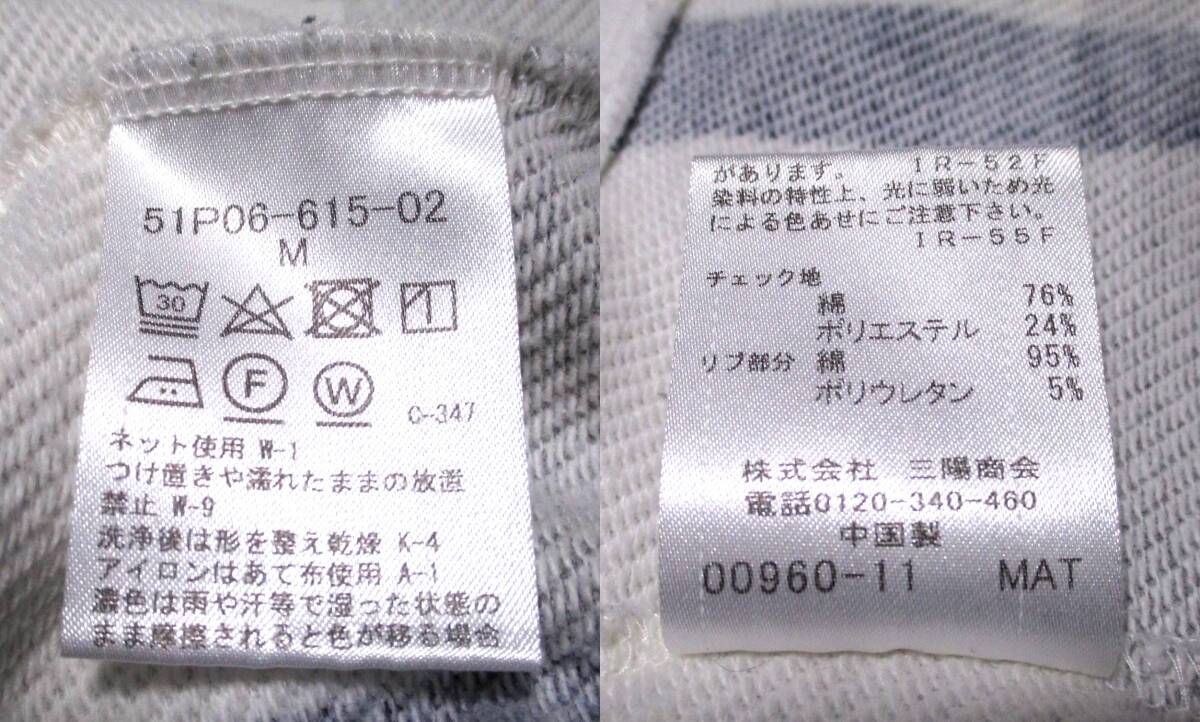 51P06-615-02
M
30
F W C-347
ネット使用 W-1
つけ置きや濡れたままの放置
禁止 W-9
洗浄後は形を整え乾燥 K-4
アイロンはあて布使用 A-1
濃色は雨や汗等で湿った状態の
まま摩擦されると色が移る場合
があります。 IR-52F
染料の特性上、光に弱いため光
による色あせにご注意下さい。
IR-55F
チェック地
綿 76%
ポリエステル 24%
リブ部分 綿 95%
ポリウレタン 5%
株式会社 三陽商会
電話0120-340-460
中国製
00960-11 MAT